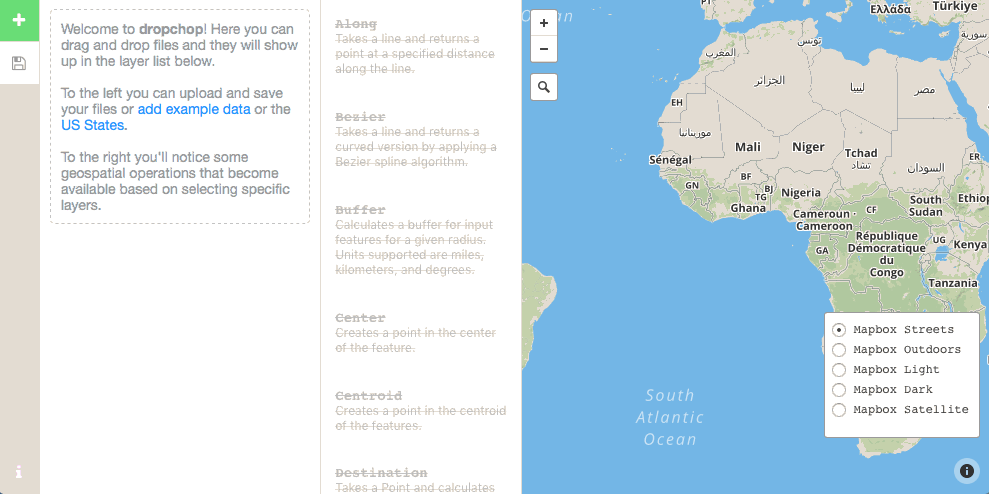 Welcome to dropchop! Here you can
drag and drop files and they will show
up in the layer list below.
To the left you can upload and save
your files or add example data or the
US States.
To the right you'll notice some
geospatial operations that become
available based on selecting specific
layers.
Along
Takes a line and returns a
point at a specified distance
along the line.
Bezier
Takes a line and returns a
curved version by applying a
Bezier spline algorithm.
Buffer
Calculates a buffer for input
features for a given radius.
Units supported are miles,
kilometers, and degrees.
Center
Creates a point in the center
of the feature.
Centroid
Creates a point in the centroid
of the features.
Destination
Takes a Point and calculates
+
−
PT
Ελλάδα
Türkiye
تونس
سورية
المغرب
الجزائر
ليبيا
مصر
EH
موريتانيا
Mali
Niger
Tchad
تشاد
السودان
ER
Sénégal
GN
BF
BJ
TG
Ghana
Nigeria
Cameroun -
Cameroon
CF
South
Sudan
Ethiop
GA
République
Démocratique
du
Congo
UG
Kenya
Tanzania
South
Atlantic
Ocean
Mapbox Streets
Mapbox Outdoors
Mapbox Light
Mapbox Dark
Mapbox Satellite